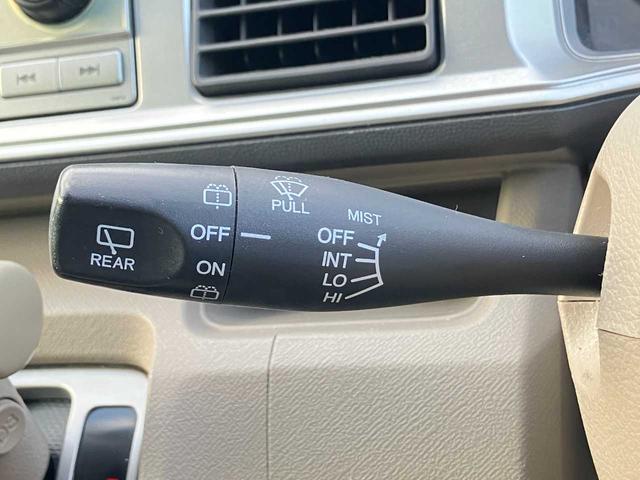 PULL
MIST
OFF
INT
LO
HI
OFF
ON
REAR